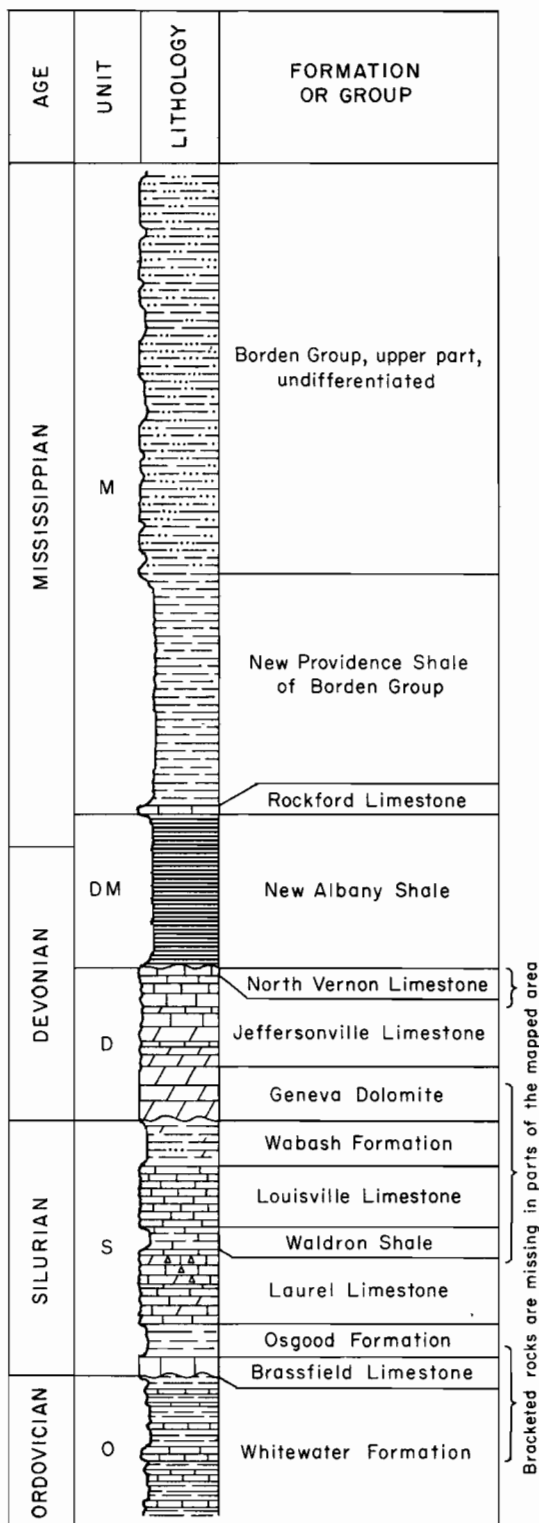 AGE
UNIT
LITHOLOGY
FORMATION
OR GROUP
MISSISSIPPIAN
M
Borden Group, upper part,
undifferentiated
New Providence Shale
of Borden Group
Rockford Limestone
DEVONIAN
DM
New Albany Shale
D
North Vernon Limestone
Jeffersonville Limestone
Geneva Dolomite
SILURIAN
S
Wabash Formation
Louisville Limestone
Waldron Shale
Laurel Limestone
Osgood Formation
Brassfield Limestone
ORDOVICIAN
O
Whitewater Formation
Bracketed rocks are missing in parts of the mapped area